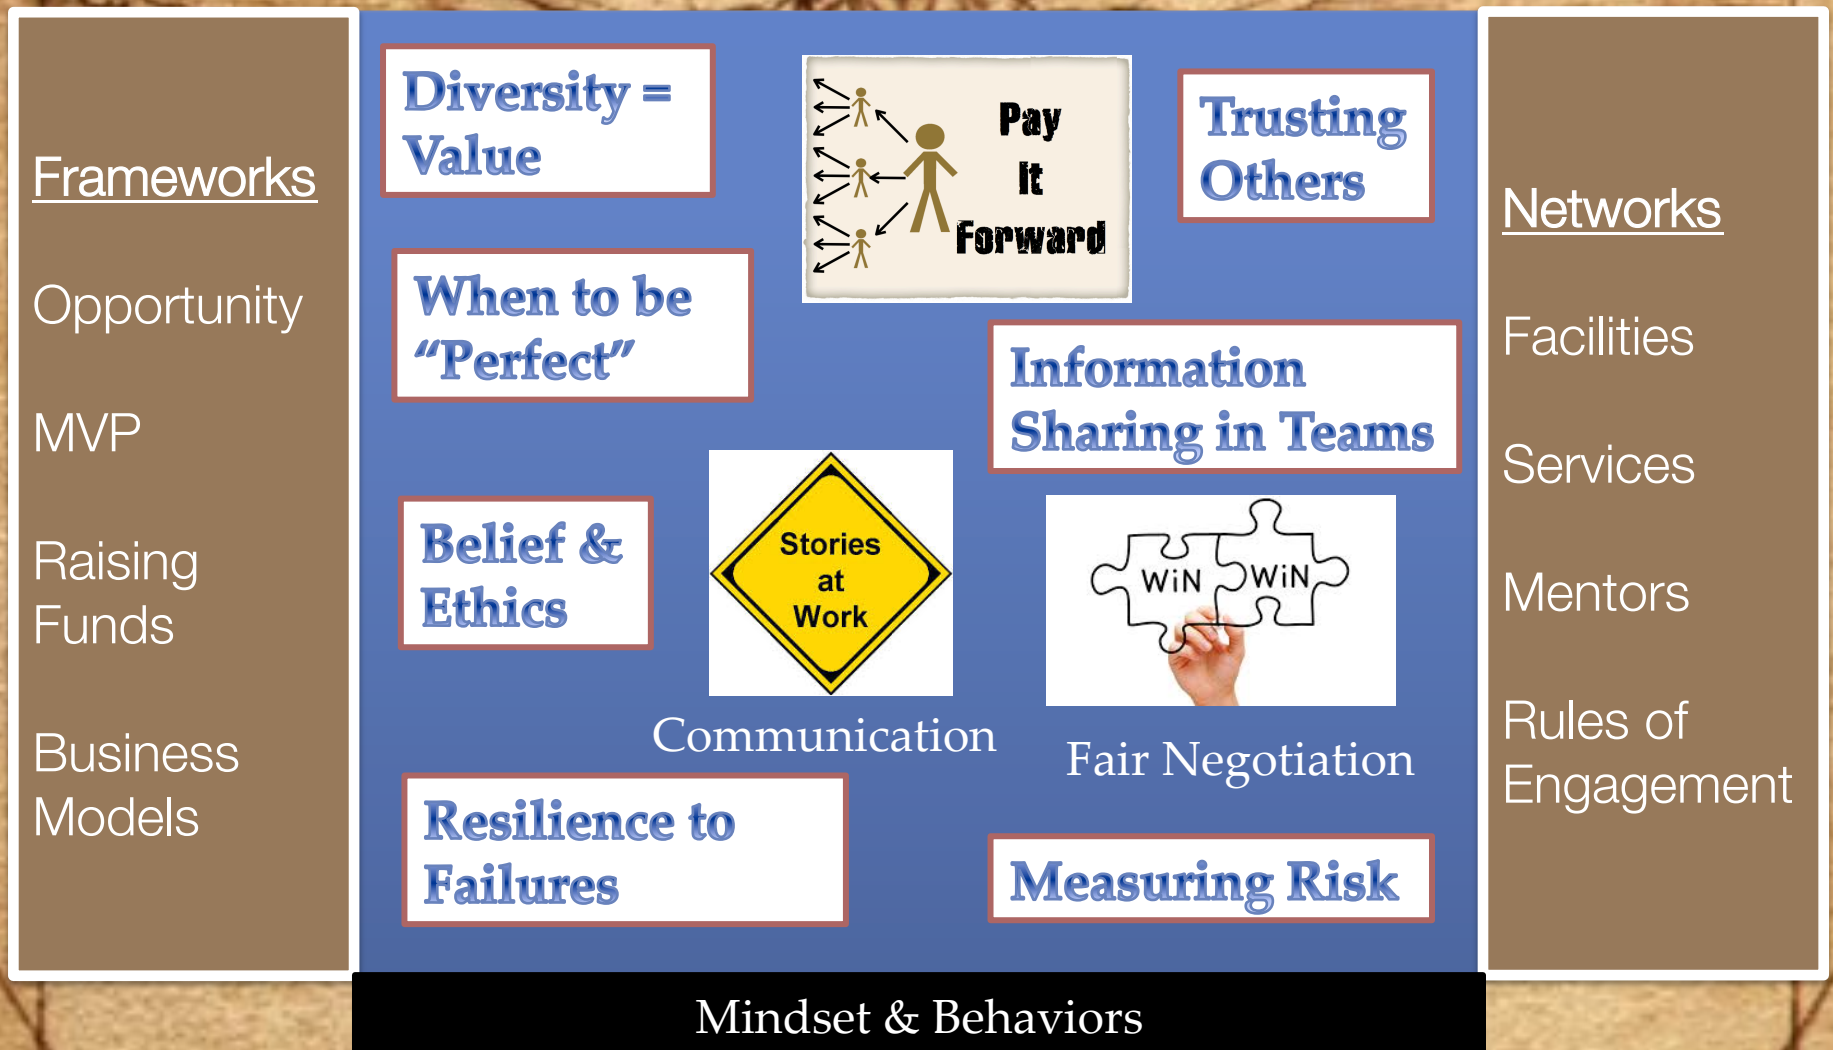 Frameworks
Opportunity
MVP
Raising
Funds
Business
Models
Diversity =
Value
When to be
“Perfect”
Belief &
Ethics
Resilience to
Failures
Pay
It
Forward
Stories
at
Work
Communication
Trusting
Others
Information
Sharing in Teams
WiN WiN
Fair Negotiation
Measuring Risk
Networks
Facilities
Services
Mentors
Rules of
Engagement
Mindset & Behaviors